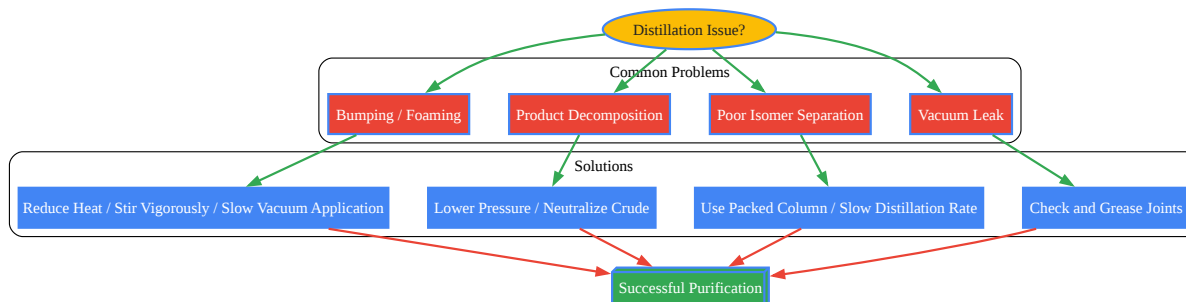 Distillation Issue?
Common Problems
Bumping / Foaming
Product Decomposition
Poor Isomer Separation
Vacuum Leak
Solutions
Reduce Heat / Stir Vigorously / Slow Vacuum Application
Lower Pressure / Neutralize Crude
Use Packed Column / Slow Distillation Rate
Check and Grease Joints
Successful Purification